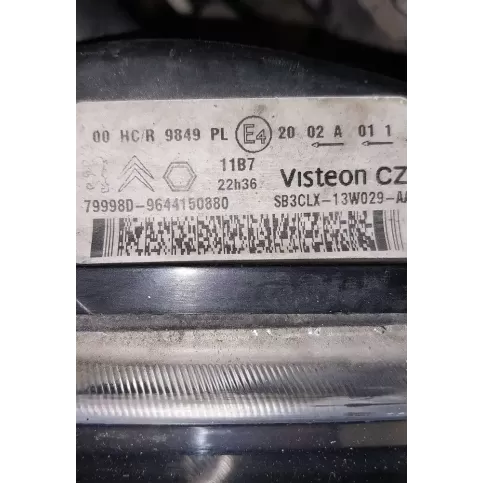 00 HC/R 9849 PL E4 20 02 A 01 1
11B7
22h36 Visteon CZ
79998D-9644150880 SB3CLX-13W029-AA